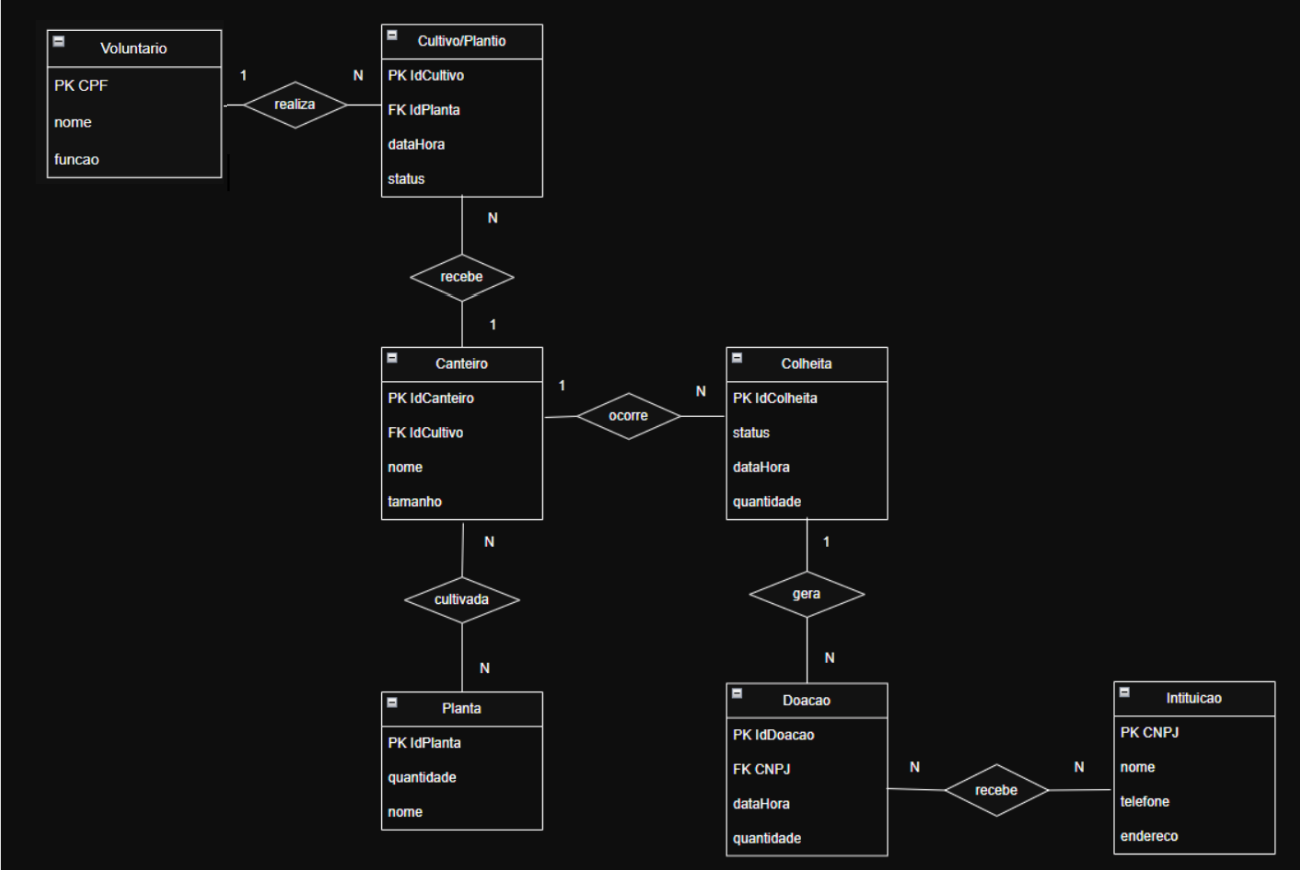 Voluntario
PK CPF
nome
funcao
1
realiza
N
Cultivo/Plantio
PK IdCultivo
FK IdPlanta
dataHora
status
N
recebe
1
Canteiro
PK IdCanteiro
FK IdCultivo
nome
tamanho
1
ocorre
N
Colheita
PK IdColheita
status
dataHora
quantidade
N
cultivada
N
Planta
PK IdPlanta
quantidade
nome
1
gera
N
Doacao
PK IdDoacao
FK CNPJ
dataHora
quantidade
N
recebe
N
Intituicao
PK CNPJ
nome
telefone
endereco